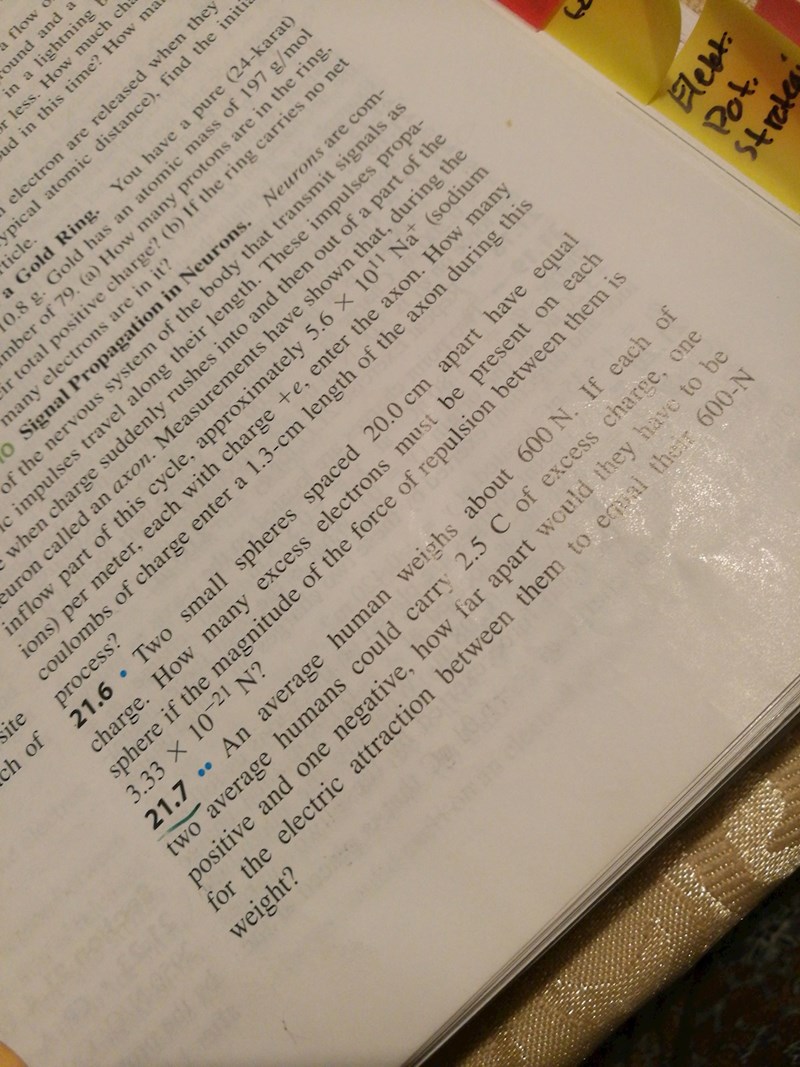 a flow
round and a
in a lightning
or less. How much
in this time? How
electron are released when they
typical atomic distance), find the
a Gold Ring. You have a pure (24-karat)
10.8 g. Gold has an atomic mass of 197 g/mol
of 79. (a) How many protons are in the ring,
total positive charge? (b) If the ring carries no net
many electrons are in it?
Signal Propagation in Neurons. Neurons are com-
of the nervous system of the body that transmit signals as
impulses travel along their length. These impulses propa-
when charge suddenly rushes into and then out of a part of the
called an axon. Measurements have shown that, during the
inflow part of this cycle, approximately 5.6 × 10¹¹ Na⁺ (sodium
ions) per meter, each with charge +e, enter the axon. How many
coulombs of charge enter a 1.3-cm length of the axon during this
process?
21.6 • Two small spheres spaced 20.0 cm apart have equal
charge. How many excess electrons must be present on each
sphere if the magnitude of the force of repulsion between them is
3.33 × 10⁻²¹ N?
21.7 •• An average human weighs about 600 N. If each of
two average humans could carry 2.5 C of excess charge, one
positive and one negative, how far apart would they have to be
for the electric attraction between them to equal their 600-N
weight?
of
Elekt.
Pot.